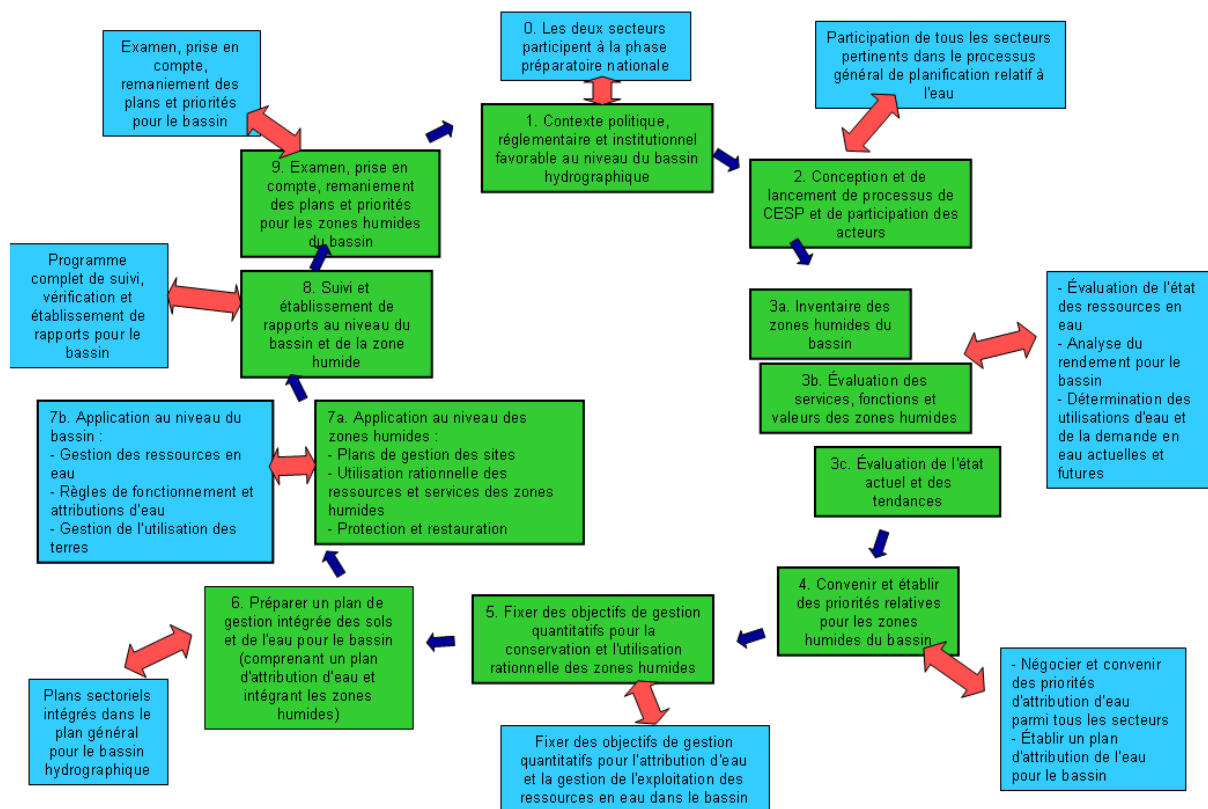 0. Les deux secteurs
participent à la phase
préparatoire nationale
1. Contexte politique,
réglementaire et institutionnel
favorable au niveau du bassin
hydrographique
Participation de tous les secteurs
pertinents dans le processus
général de planification relatif à
l'eau
2. Conception et de
lancement de processus de
CESP et de participation des
acteurs
3a. Inventaire des
zones humides du
bassin
3b. Évaluation des
services, fonctions et
valeurs des zones humides
3c. Évaluation de l'état
actuel et des
tendances
- Évaluation de l'état
des ressources en
eau
- Analyse du
rendement pour le
bassin
- Détermination des
utilisations d'eau et
de la demande en
eau actuelles et
futures
4. Convenir et établir
des priorités relatives
pour les zones
humides du bassin
- Négocier et convenir
des priorités
d'attribution d'eau
parmi tous les
secteurs
- Établir un plan
d'attribution de l'eau
pour le bassin
5. Fixer des objectifs de gestion
quantitatifs pour la
conservation et l'utilisation
rationnelle des zones humides
Fixer des objectifs de gestion
quantitatifs pour l'attribution d'eau
et la gestion de l'exploitation des
ressources en eau dans le bassin
6. Préparer un plan de
gestion intégrée des sols
et de l'eau pour le bassin
(comprenant un plan
d'attribution d'eau et
intégrant les zones
humides)
Plans sectoriels
intégrés dans le
plan général
pour le bassin
hydrographique
7a. Application au niveau des
zones humides :
- Plans de gestion des sites
- Utilisation rationnelle des
ressources et services des zones
humides
- Protection et restauration
7b. Application au niveau du
bassin :
- Gestion des ressources en
eau
- Règles de fonctionnement et
attributions d'eau
- Gestion de l'utilisation des
terres
8. Suivi et
établissement de
rapports au niveau du
bassin et de la zone
humide
Programme
complet de suivi,
vérification et
établissement de
rapports pour le
bassin
9. Examen, prise en
compte, remaniement
des plans et priorités
pour les zones humides
du bassin
Examen, prise en
compte,
remaniement des
plans et priorités
pour le bassin